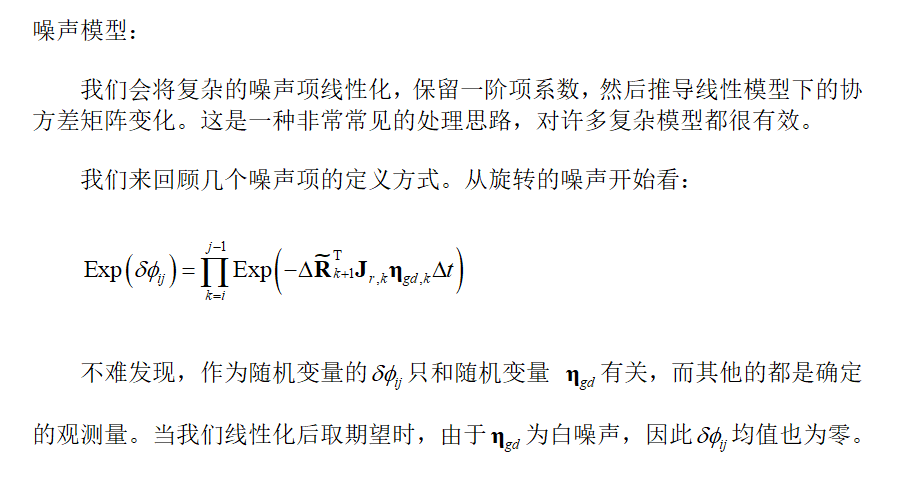 噪声模型：
我们会将复杂的噪声项线性化，保留一阶项系数，然后推导线性模型下的协
方差矩阵变化。这是一种非常常见的处理思路，对许多复杂模型都很有效。
我们来回顾几个噪声项的定义方式。从旋转的噪声开始看：
$\mathrm{Exp}\left(\delta\phi_{ij}\right)=\prod_{k=i}^{j-1}\mathrm{Exp}\left(-\Delta\widetilde{\mathbf{R}}_{k+1}^{\mathrm{T}}\mathbf{J}_{r,k}\mathbf{\eta}_{gd,k}\Delta t\right)$
不难发现，作为随机变量的 $\delta\phi_{ij}$ 只和随机变量 $\mathbf{\eta}_{gd}$ 有关，而其他的都是确定
的观测量。当我们线性化后取期望时，由于 $\mathbf{\eta}_{gd}$ 为白噪声，因此 $\delta\phi_{ij}$ 均值也为零。